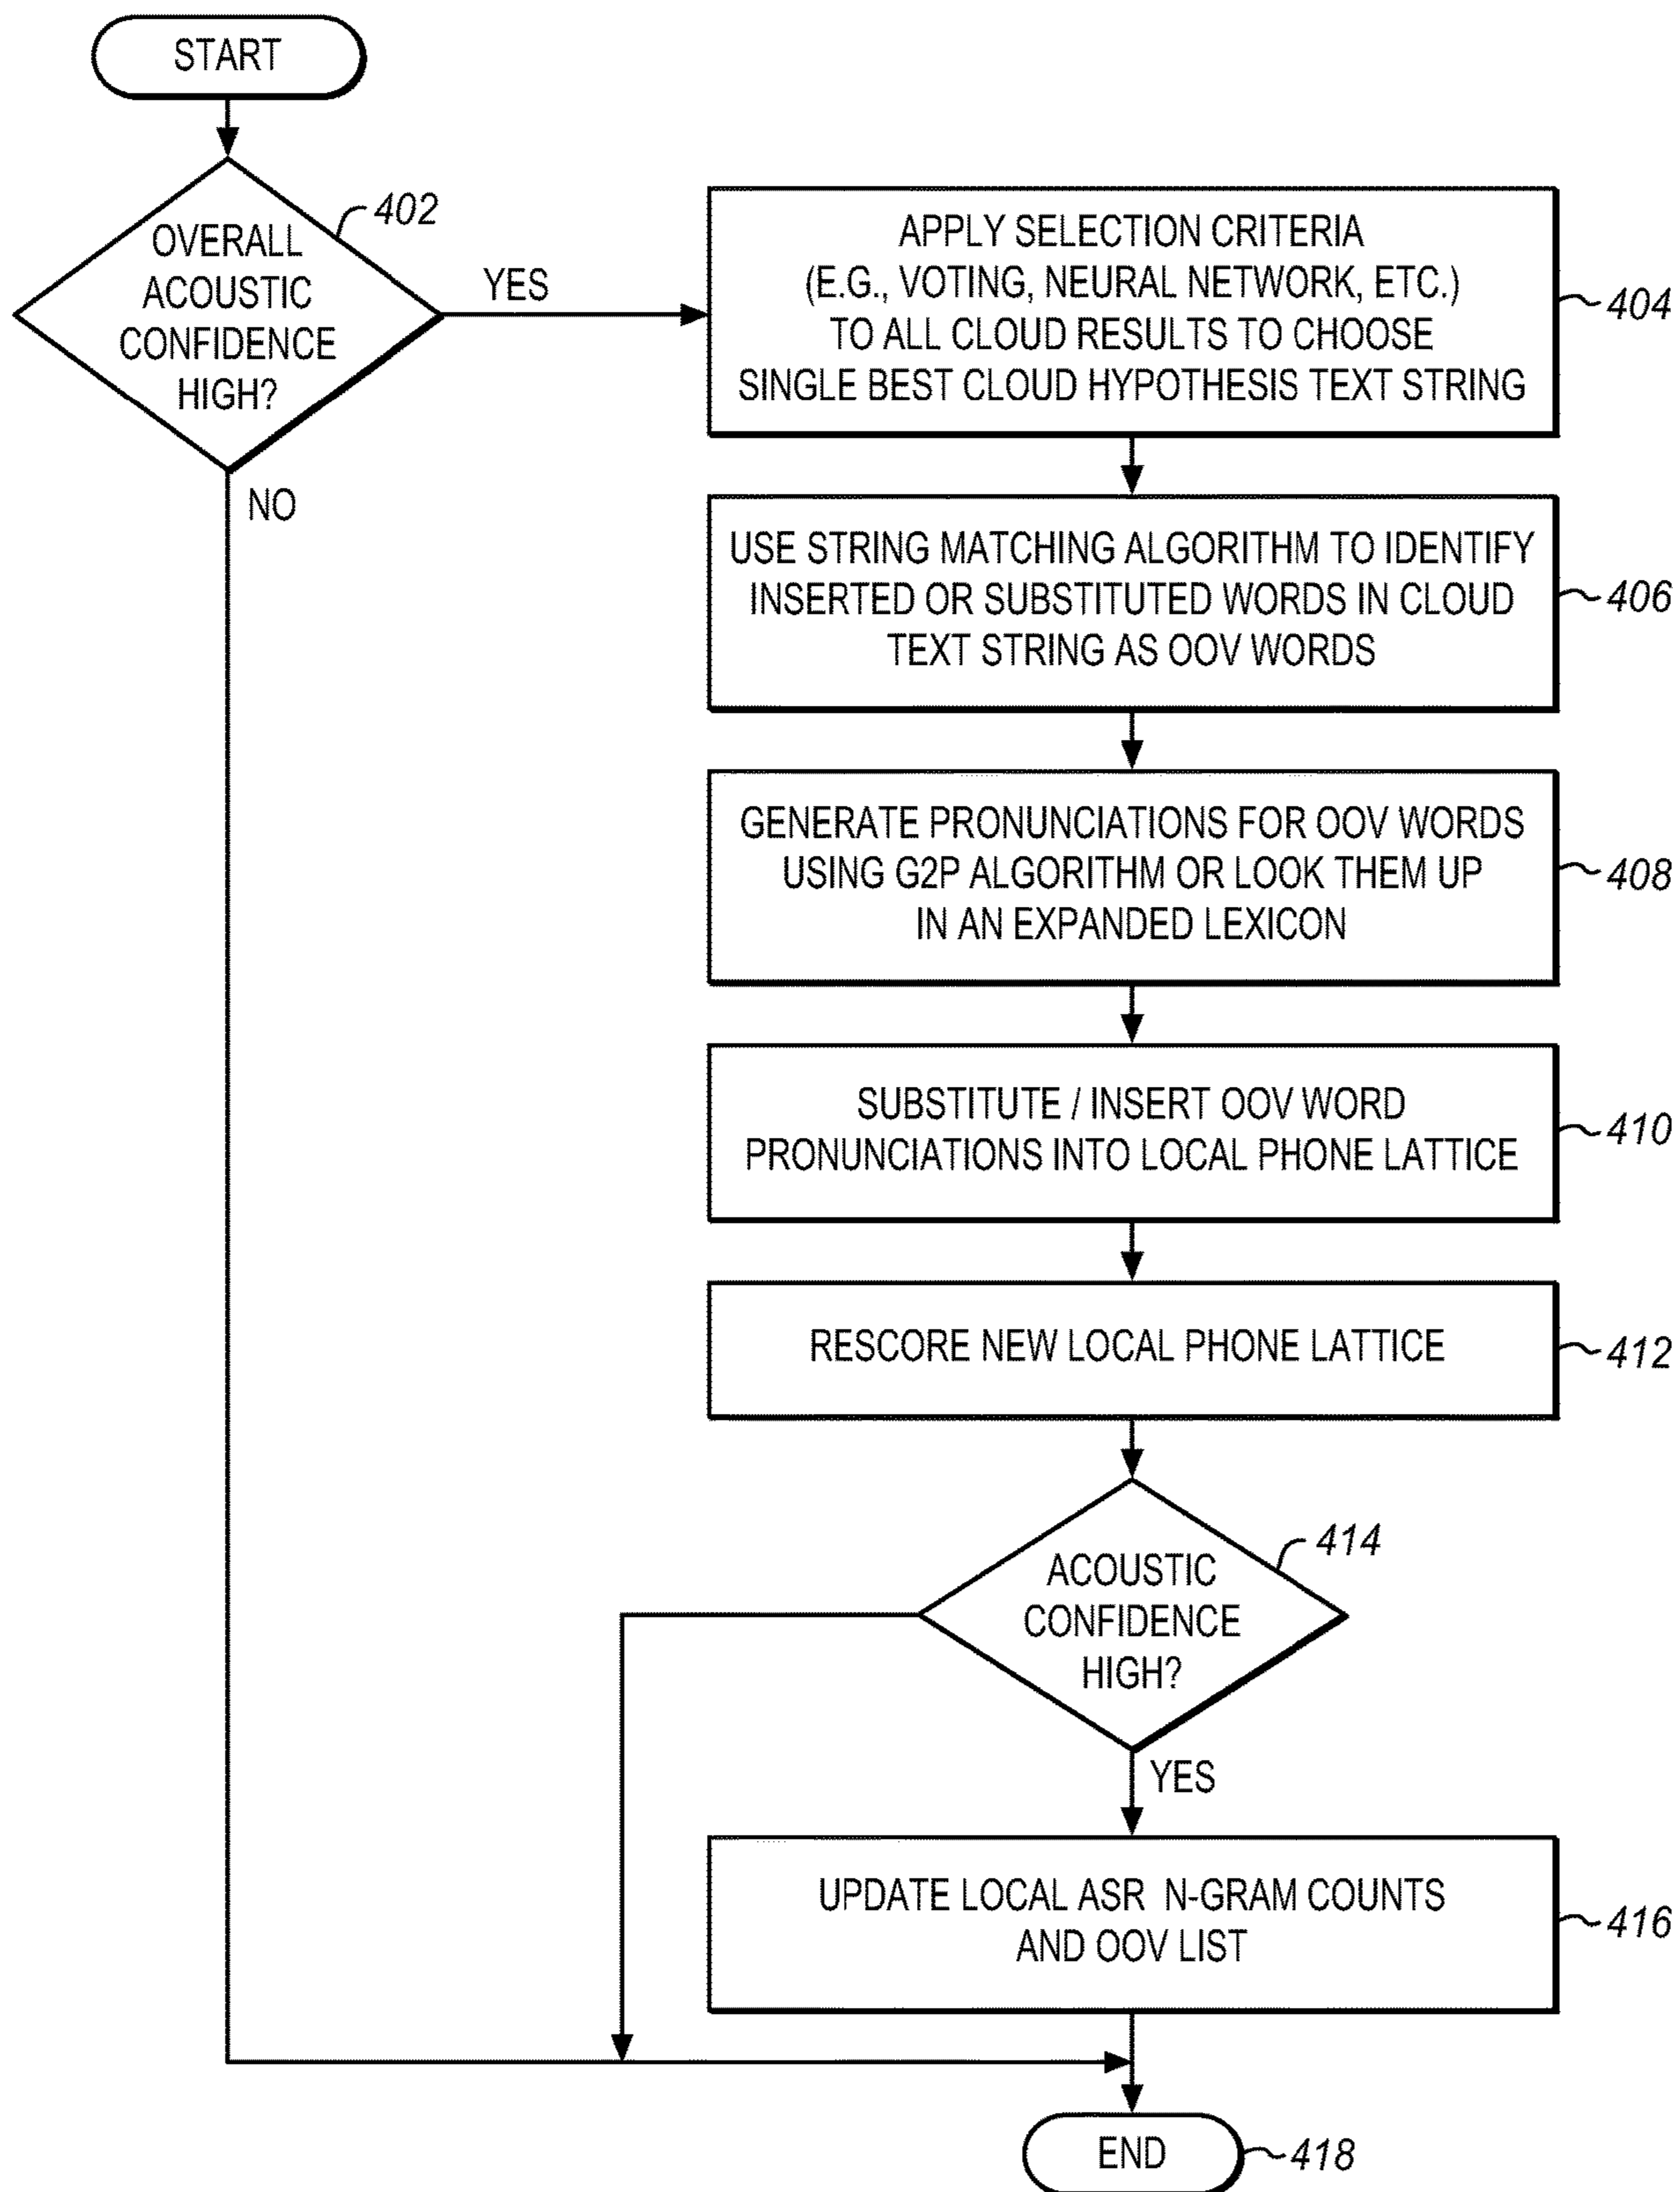 START
OVERALL
ACOUSTIC
CONFIDENCE
HIGH?
402
YES
NO
APPLY SELECTION CRITERIA
(E.G., VOTING, NEURAL NETWORK, ETC.)
TO ALL CLOUD RESULTS TO CHOOSE
SINGLE BEST CLOUD HYPOTHESIS TEXT STRING
404
USE STRING MATCHING ALGORITHM TO IDENTIFY
INSERTED OR SUBSTITUTED WORDS IN CLOUD
TEXT STRING AS OOV WORDS
406
GENERATE PRONUNCIATIONS FOR OOV WORDS
USING G2P ALGORITHM OR LOOK THEM UP
IN AN EXPANDED LEXICON
408
SUBSTITUTE / INSERT OOV WORD
PRONUNCIATIONS INTO LOCAL PHONE LATTICE
410
RESCORE NEW LOCAL PHONE LATTICE
412
ACOUSTIC
CONFIDENCE
HIGH?
414
YES
UPDATE LOCAL ASR N-GRAM COUNTS
AND OOV LIST
416
END
418